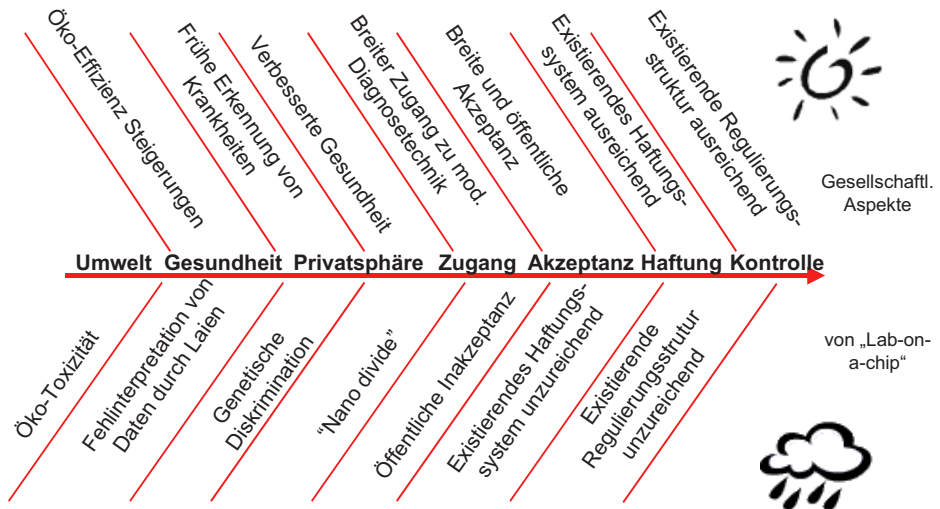 Öko-Effizienz Steigerungen
Frühe Erkennung von
Krankheiten
Verbesserte Gesundheit
Breiter Zugang zu mod.
Diagnosetechnik
Breite und öffentliche
Akzeptanz
Existierendes Haftungs-
system ausreichend
Existierende Regulierungs-
struktur ausreichend
Gesellschaftl.
Aspekte
Umwelt Gesundheit Privatsphäre Zugang Akzeptanz Haftung Kontrolle
Öko-Toxizität
Fehlinterpretation von
Daten durch Laien
Genetische
Diskrimination
“Nano divide”
Öffentliche Inakzeptanz
Existierendes Haftungs-
system unzureichend
Existierende
Regulierungsstrutur
unzureichend
von „Lab-on-
a-chip“